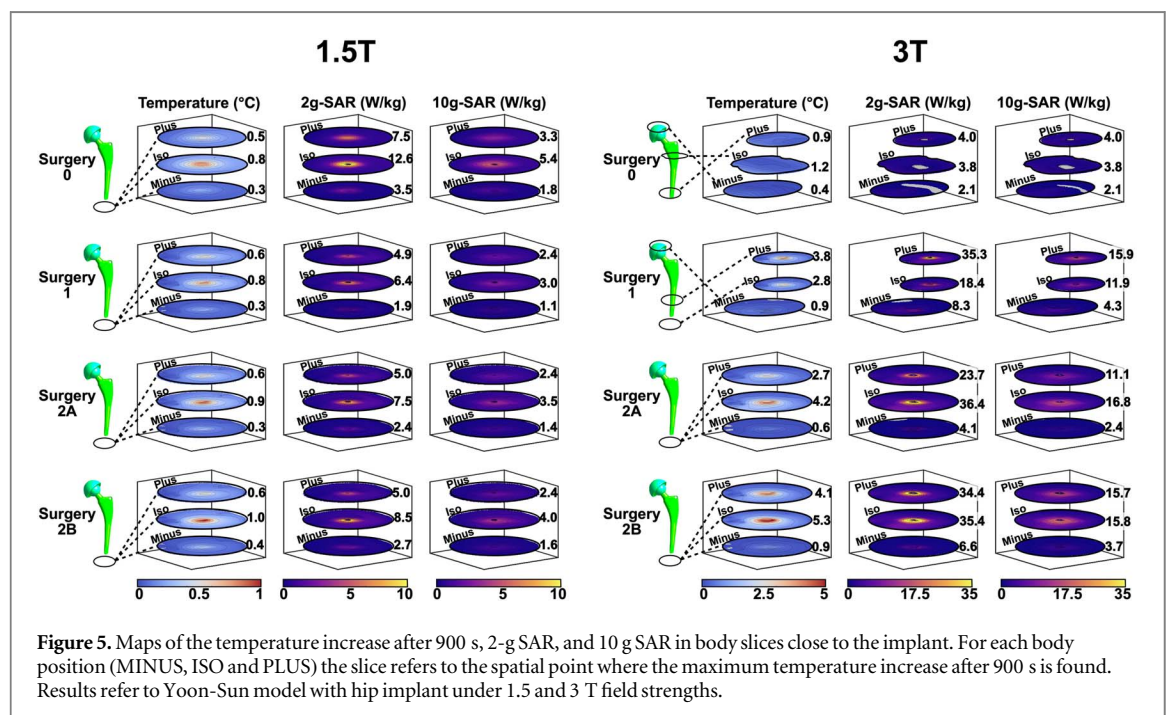 1.5T
3T
Temperature (°C) 2g-SAR (W/kg) 10g-SAR (W/kg)
Temperature (°C) 2g-SAR (W/kg) 10g-SAR (W/kg)
Surgery
0
Plus 0.5 7.5 3.3
Iso 0.8 12.6 5.4
Minus 0.3 3.5 1.8
Surgery
0
Plus 0.9 Plus 4.0 Plus 4.0
Iso 1.2 Iso 3.8 Iso 3.8
Minus 0.4 Minus 2.1 Minus 2.1
Surgery
1
Plus 0.6 Plus 4.9 Plus 2.4
Iso 0.8 Iso 6.4 Iso 3.0
Minus 0.3 Minus 1.9 Minus 1.1
Surgery
1
Plus 3.8 Plus 35.3 Plus 15.9
Iso 2.8 Iso 18.4 Iso 11.9
Minus 0.9 Minus 8.3 Minus 4.3
Surgery
2A
Plus 0.6 Plus 5.0 Plus 2.4
Iso 0.9 Iso 7.5 Iso 3.5
Minus 0.3 Minus 2.4 Minus 1.4
Surgery
2A
Plus 2.7 Plus 23.7 Plus 11.1
Iso 4.2 Iso 36.4 Iso 16.8
Minus 0.6 Minus 4.1 Minus 2.4
Surgery
2B
Plus 0.6 Plus 5.0 Plus 2.4
Iso 1.0 Iso 8.5 Iso 4.0
Minus 0.4 Minus 2.7 Minus 1.6
Surgery
2B
Plus 4.1 Plus 34.4 Plus 15.7
Iso 5.3 Iso 35.4 Iso 15.8
Minus 0.9 Minus 6.6 Minus 3.7
0 0.5 1 0 5 10 0 5 10
0 2.5 5 0 17.5 35 0 17.5 35
Figure 5. Maps of the temperature increase after 900 s, 2-g SAR, and 10 g SAR in body slices close to the implant. For each body
position (MINUS, ISO and PLUS) the slice refers to the spatial point where the maximum temperature increase after 900 s is found.
Results refer to Yoon-Sun model with hip implant under 1.5 and 3 T field strengths.